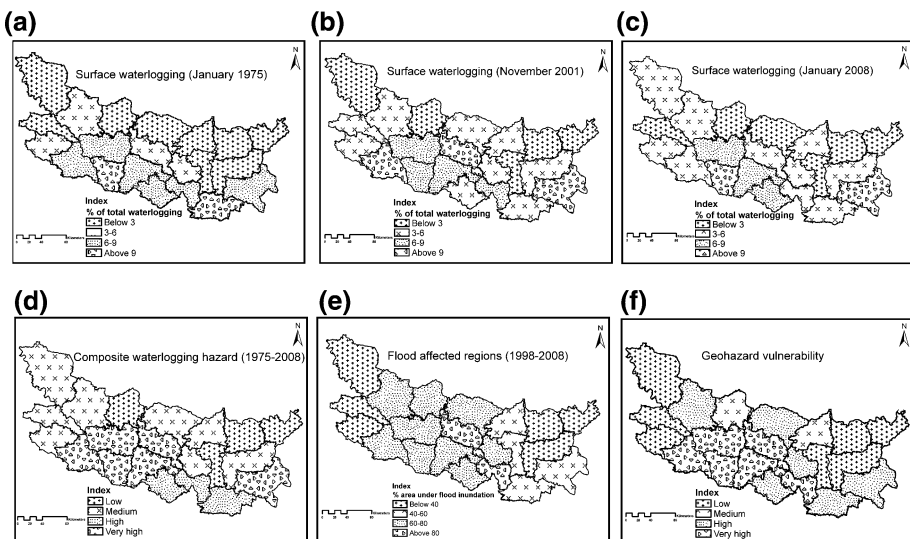 (a)
N
Surface waterlogging (January 1975)
Index
% of total waterlogging
Below 3
3-6
6-9
Above 9
(b)
N
Surface waterlogging (November 2001)
Index
% of total waterlogging
Below 3
3-6
6-9
Above 9
(c)
N
Surface waterlogging (January 2008)
Index
% of total waterlogging
Below 3
3-6
6-9
Above 9
(d)
N
Composite waterlogging hazard (1975-2008)
Index
Low
Medium
High
Very high
(e)
N
Flood affected regions (1998-2008)
Index
% area under flood inundation
Below 40
40-60
60-80
Above 80
(f)
N
Geohazard vulnerability
Index
Low
Medium
High
Very high